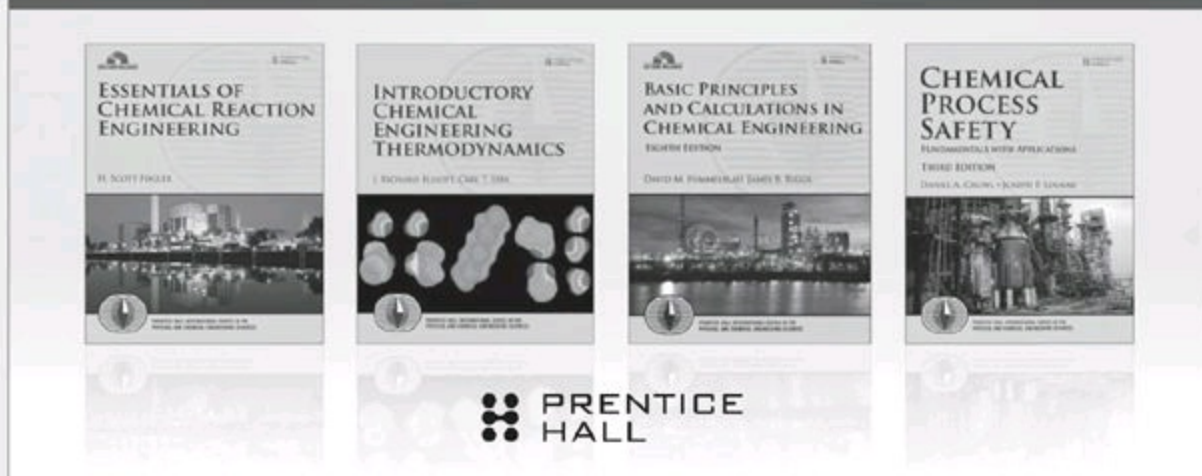 ESSENTIALS OF
CHEMICAL REACTION
ENGINEERING
H. SCOTT FOGLER
INTRODUCTORY
CHEMICAL
ENGINEERING
THERMODYNAMICS
J. RICHARD ELLIOTT, CARL T. LIRA
BASIC PRINCIPLES
AND CALCULATIONS IN
CHEMICAL ENGINEERING
EIGHTH EDITION
DAVID M. HIMMELBLAU JAMES B. RIGGS
CHEMICAL
PROCESS
SAFETY
FUNDAMENTALS WITH APPLICATIONS
THIRD EDITION
DANIEL A. CROWL • JOSEPH F. LOUVAR
PRENTICE
HALL